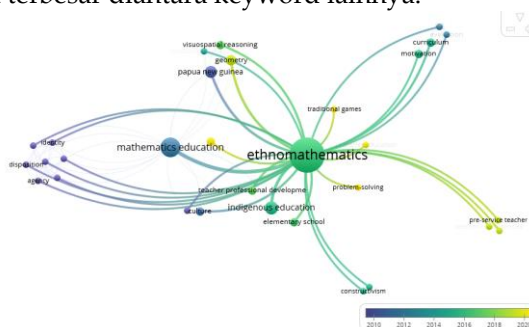 terbesar diantara keyword lainnya.
curriculum
visuospatial reasoning
motivation
geometry
papua new guinea
traditional games
identity
mathematics education
ethnomathematics
disposition
agency
teacher professional developme
problem-solving
culture
indigenous education
elementary school
pre-service teacher
constructivism
2010 2012 2014 2016 2018 2020